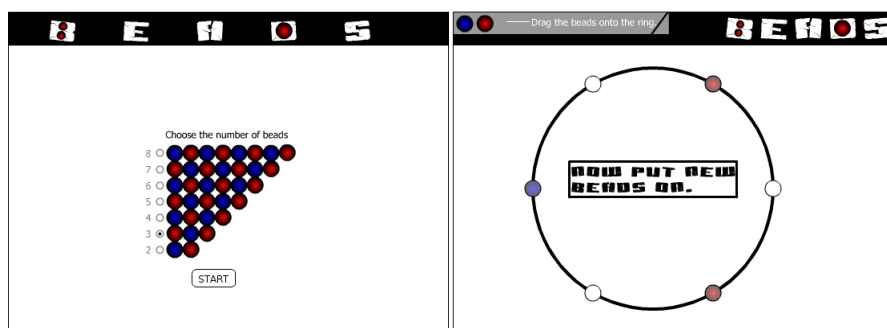 BEADS
Choose the number of beads
8
7
6
5
4
3
2
START
Drag the beads onto the ring.
BEADS
NOW PUT NEW
BEADS ON.